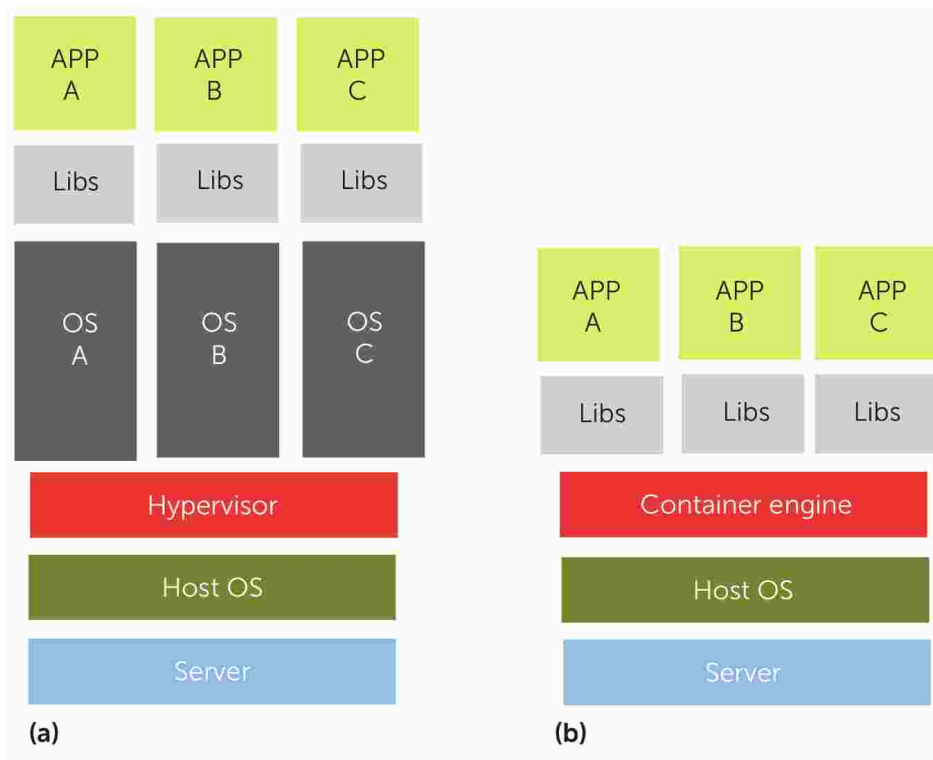 APP
A
APP
B
APP
C
Libs
Libs
Libs
OS
A
OS
B
OS
C
Hypervisor
Host OS
Server
(a)
APP
A
APP
B
APP
C
Libs
Libs
Libs
Container engine
Host OS
Server
(b)